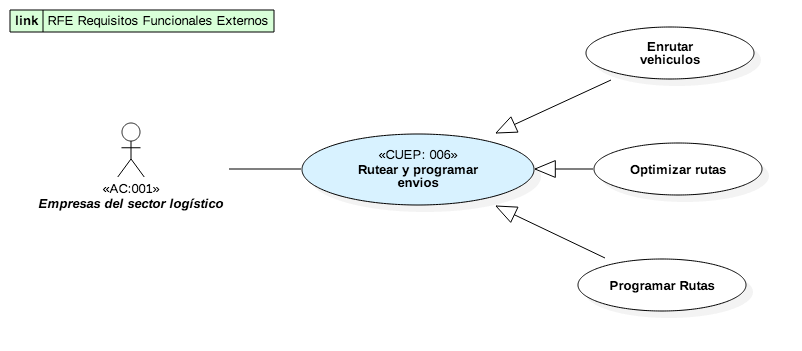 link RFE Requisitos Funcionales Externos
Enrutar
vehiculos
«CUEP: 006»
Rutear y programar
envios
Optimizar rutas
«AC:001»
Empresas del sector logístico
Programar Rutas